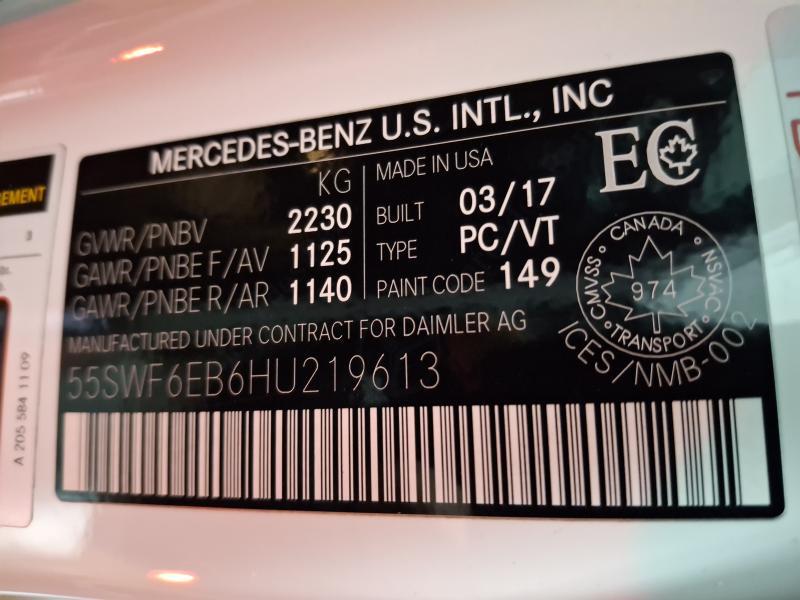 MERCEDES-BENZ U.S. INTL., INC
KG
GVWR/PNBV 2230
GAWR/PNBE F/AV 1125
GAWR/PNBE R/AR 1140
MADE IN USA
BUILT 03/17
TYPE PC/VT
PAINT CODE 149
EC
CANADA
CMVSS
974
NSVAC
TRANSPORT
ICES/NMB-002
MANUFACTURED UNDER CONTRACT FOR DAIMLER AG
55SWF6EB6HU219613
EMENT
3
A 205 584 11 09